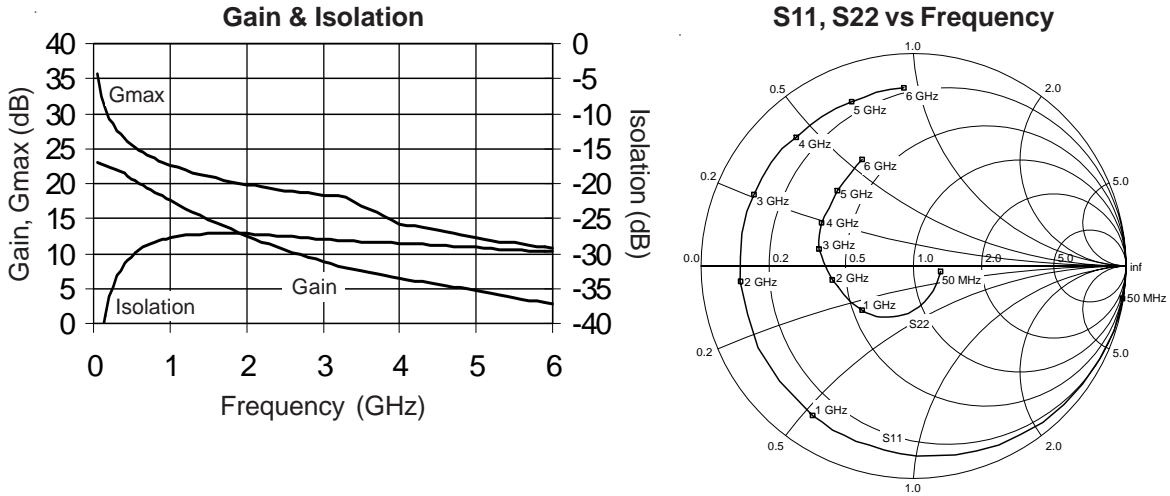 Gain & Isolation
40
35
30
25
20
15
10
5
0
Gain, Gmax (dB)
0
-5
-10
-15
-20
-25
-30
-35
-40
Isolation (dB)
Gmax
Isolation
Gain
0 1 2 3 4 5 6
Frequency (GHz)
S11, S22 vs Frequency
1.0
0.5
2.0
6 GHz
5 GHz
4 GHz
6 GHz
0.2
5 GHz
5.0
3 GHz
4 GHz
3 GHz
0.0 0.2 0.5 1.0 2.0 5.0 inf
2 GHz
2 GHz
50 MHz
50 MHz
1 GHz
S22
0.2
5.0
1 GHz
S11
0.5
2.0
1.0